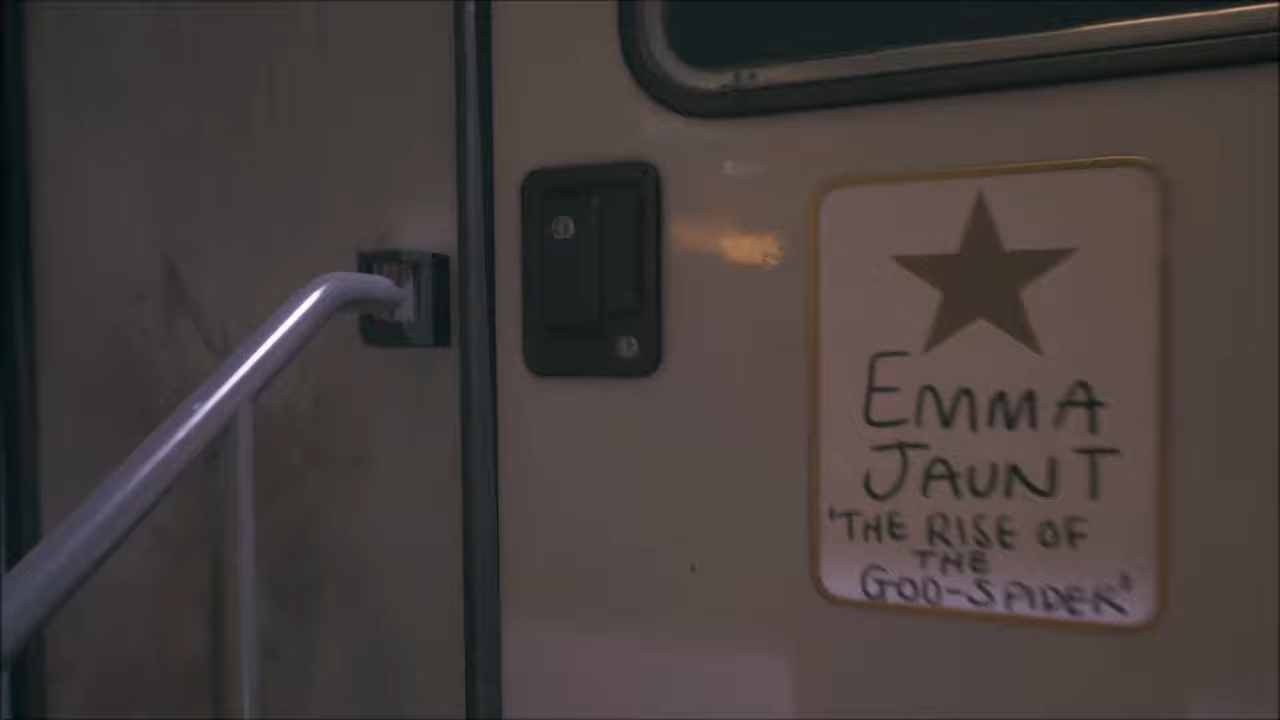 EMMA
JAUNT
'THE RISE OF
THE
GOD-SPIDER'